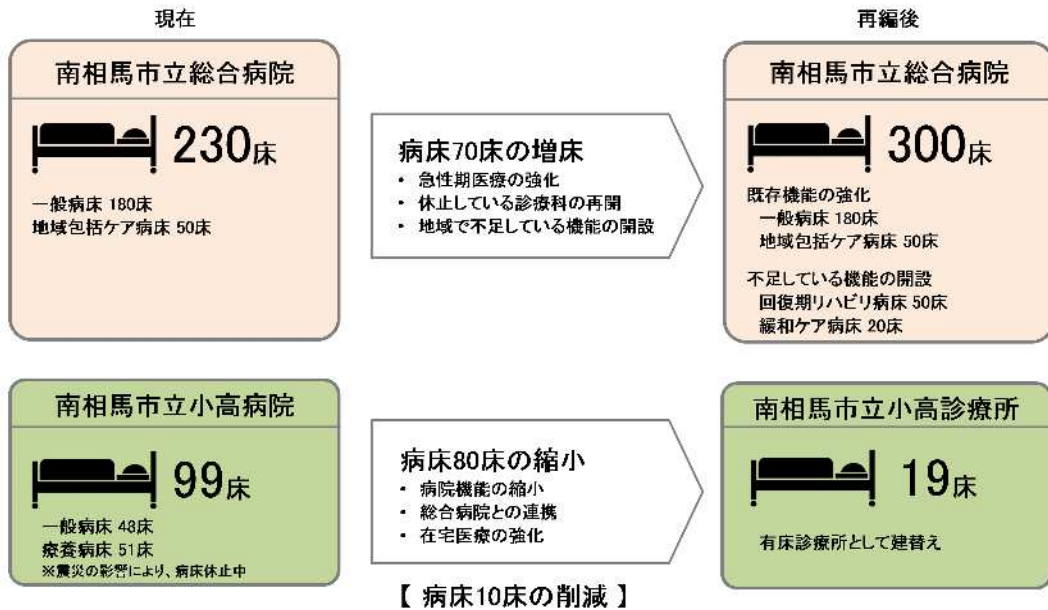 現在
南相馬市立総合病院
230床
一般病床 180床
地域包括ケア病床 50床
病床70床の増床
・ 急性期医療の強化
・ 休止している診療科の再開
・ 地域で不足している機能の開設
再編後
南相馬市立総合病院
300床
既存機能の強化
一般病床 180床
地域包括ケア病床 50床
不足している機能の開設
回復期リハビリ病床 50床
緩和ケア病床 20床
南相馬市立小高病院
99床
一般病床 48床
療養病床 51床
※震災の影響により、病床休止中
病床80床の縮小
・ 病院機能の縮小
・ 総合病院との連携
・ 在宅医療の強化
南相馬市立小高診療所
19床
有床診療所として建替え
【 病床10床の削減 】